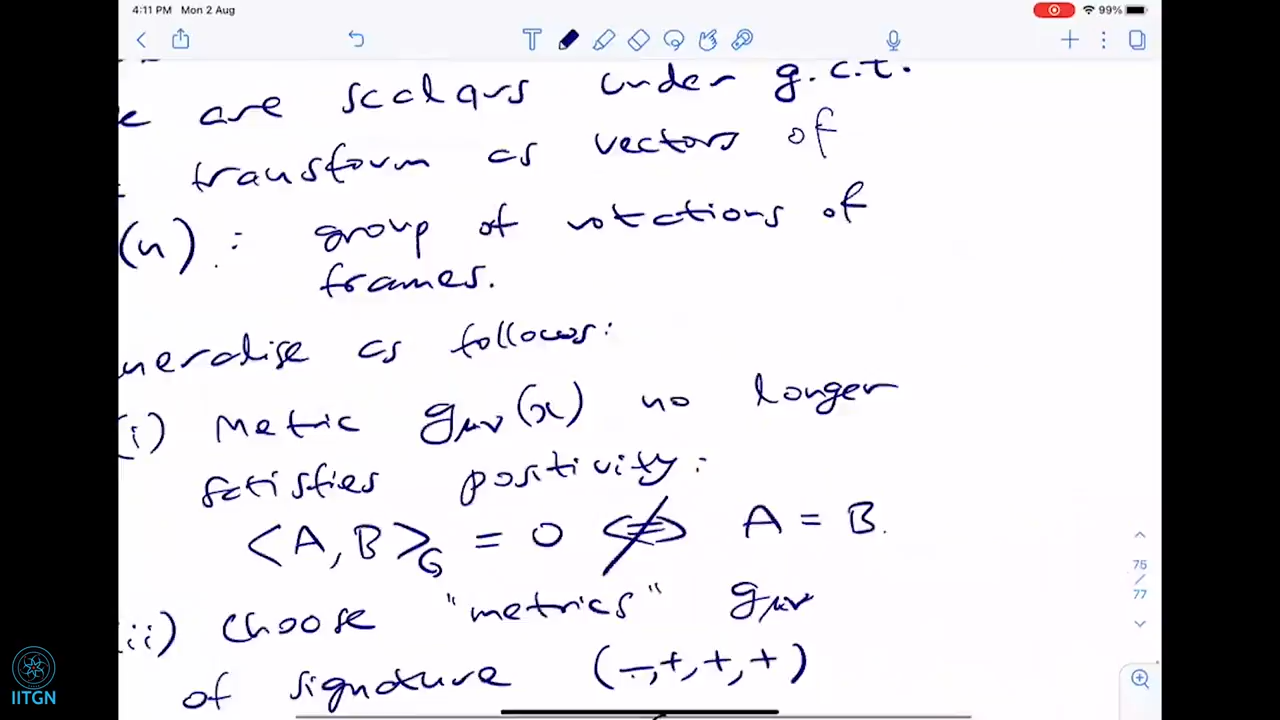 4:11 PM Mon 2 Aug
99%
are scalars under g.c.t.
transform as vectors of
(n) : group of rotations of
frames.
neralise as follows:
(i) Metric gμν(x) no longer
satisfies positivity:
<A, B>G = 0 ⇎ A = B.
(ii) Choose "metrics" gμν
of signature (-,+,+,+)
75
/
77
IITGN